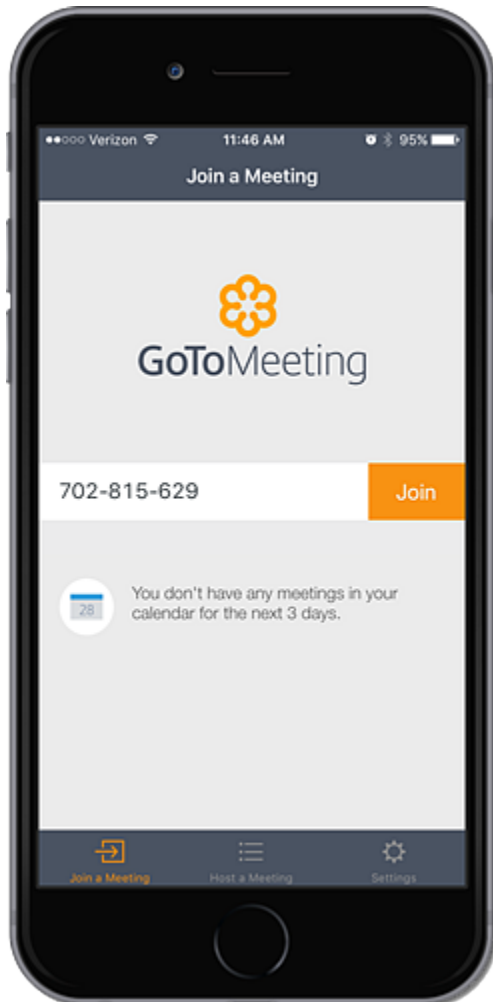 Verizon 11:46 AM 95%
Join a Meeting
GoToMeeting
702-815-629 Join
28
You don't have any meetings in your
calendar for the next 3 days.
Join a Meeting Host a Meeting Settings